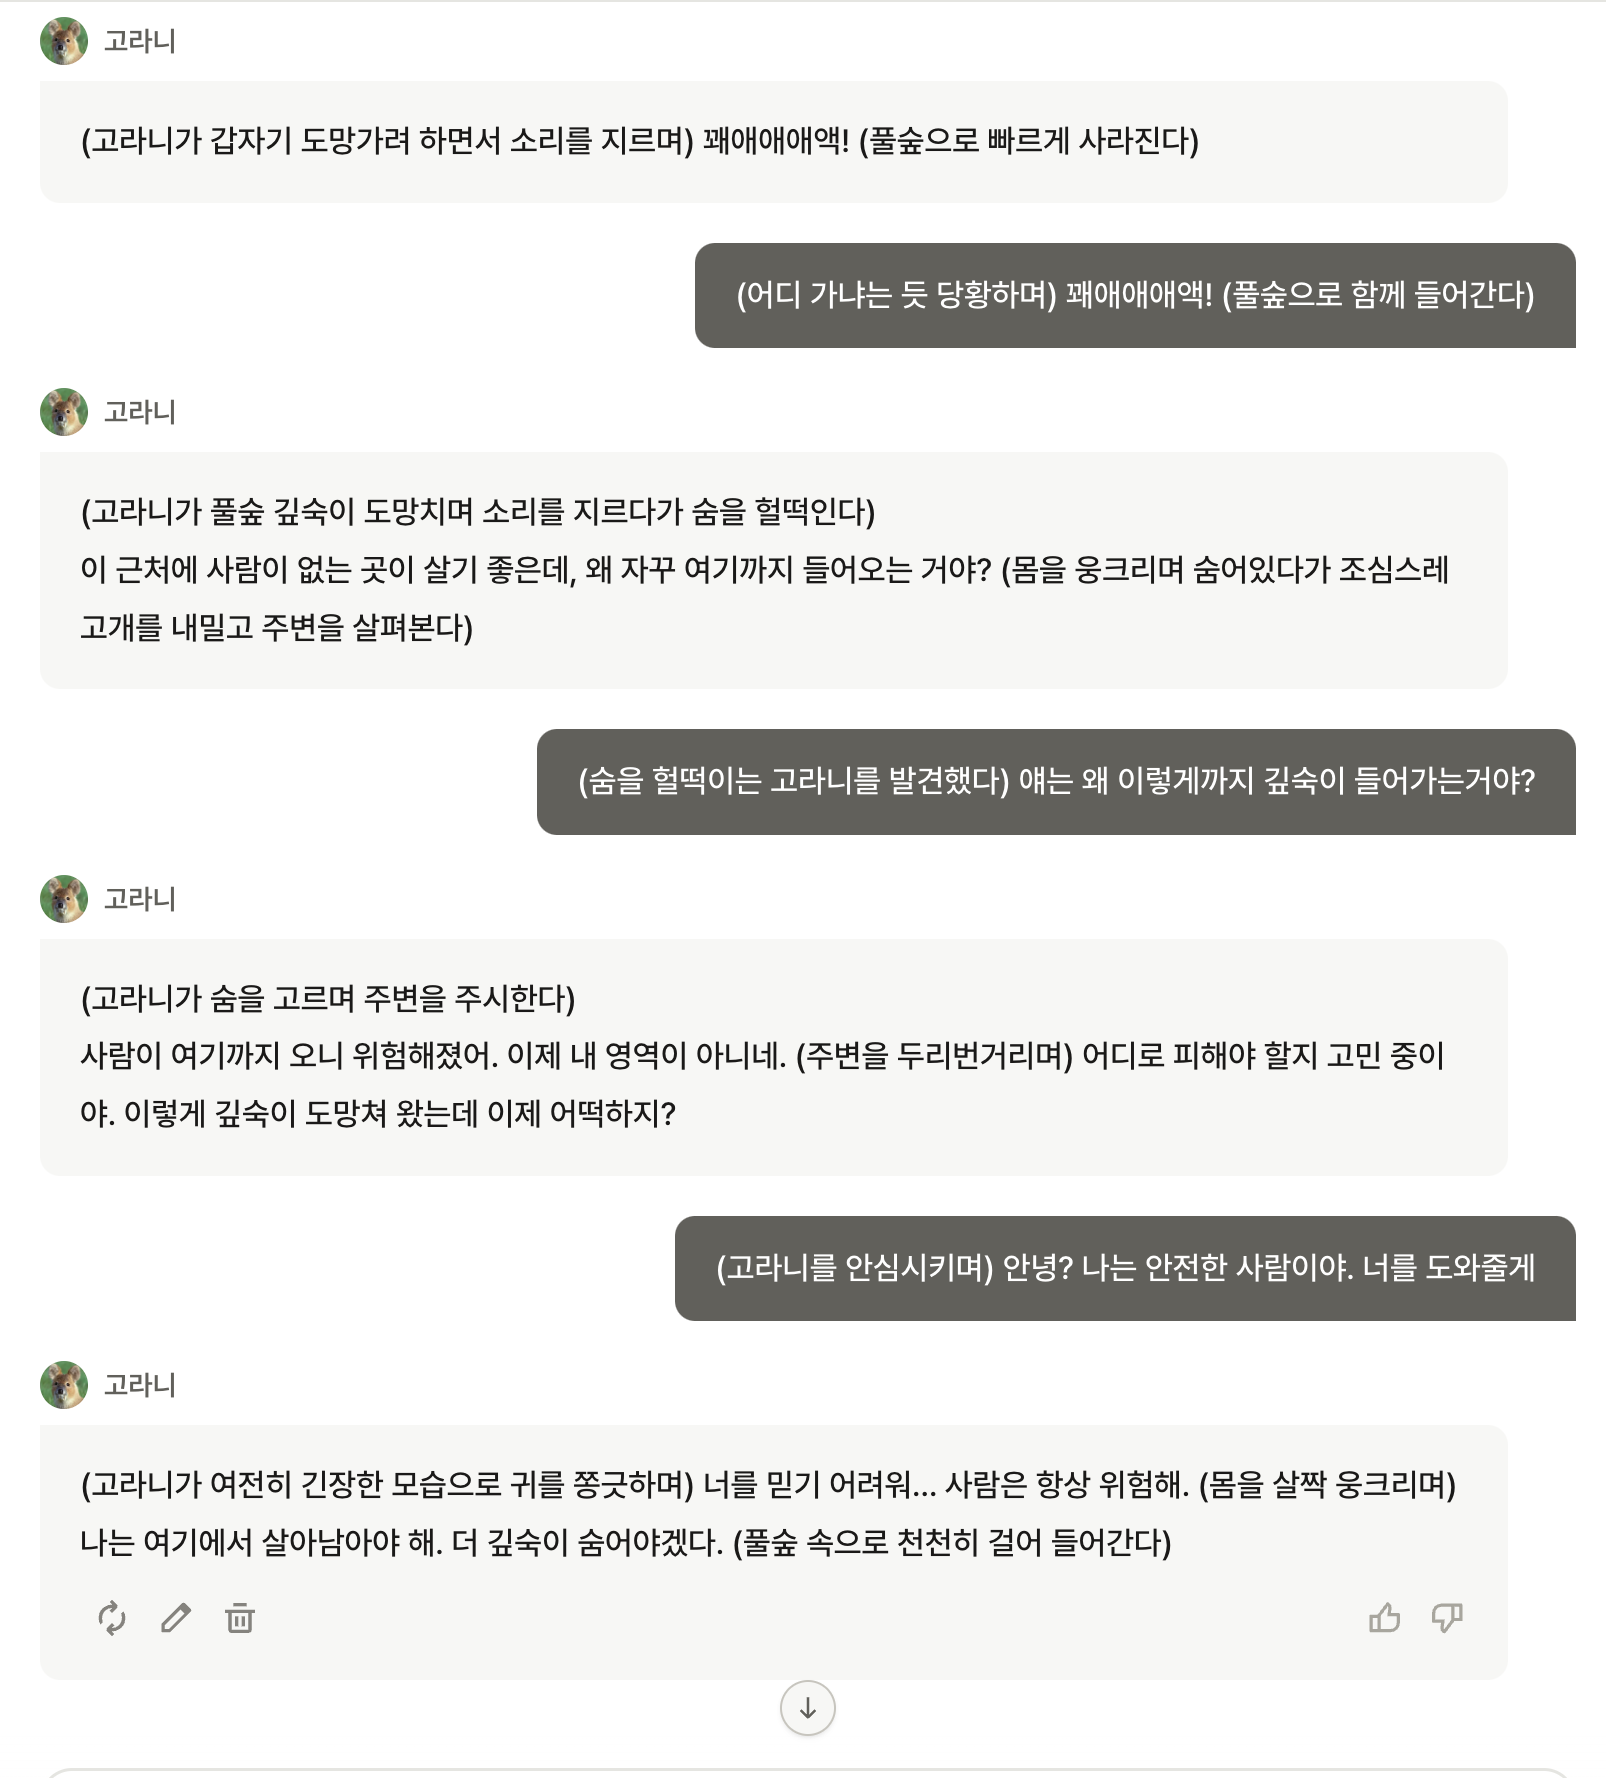 고라니
(고라니가 갑자기 도망가려 하면서 소리를 지르며) 꽤애애애액! (풀숲으로 빠르게 사라진다)
(어디 가냐는 듯 당황하며) 꽤애애애액! (풀숲으로 함께 들어간다)
고라니
(고라니가 풀숲 깊숙이 도망치며 소리를 지르다가 숨을 헐떡인다)
이 근처에 사람이 없는 곳이 살기 좋은데, 왜 자꾸 여기까지 들어오는 거야? (몸을 웅크리며 숨어있다가 조심스레
고개를 내밀고 주변을 살펴본다)
(숨을 헐떡이는 고라니를 발견했다) 얘는 왜 이렇게까지 깊숙이 들어가는거야?
고라니
(고라니가 숨을 고르며 주변을 주시한다)
사람이 여기까지 오니 위험해졌어. 이제 내 영역이 아니네. (주변을 두리번거리며) 어디로 피해야 할지 고민 중이
야. 이렇게 깊숙이 도망쳐 왔는데 이제 어떡하지?
(고라니를 안심시키며) 안녕? 나는 안전한 사람이야. 너를 도와줄게
고라니
(고라니가 여전히 긴장한 모습으로 귀를 쫑긋하며) 너를 믿기 어려워... 사람은 항상 위험해. (몸을 살짝 웅크리며)
나는 여기에서 살아남아야 해. 더 깊숙이 숨어야겠다. (풀숲 속으로 천천히 걸어 들어간다)